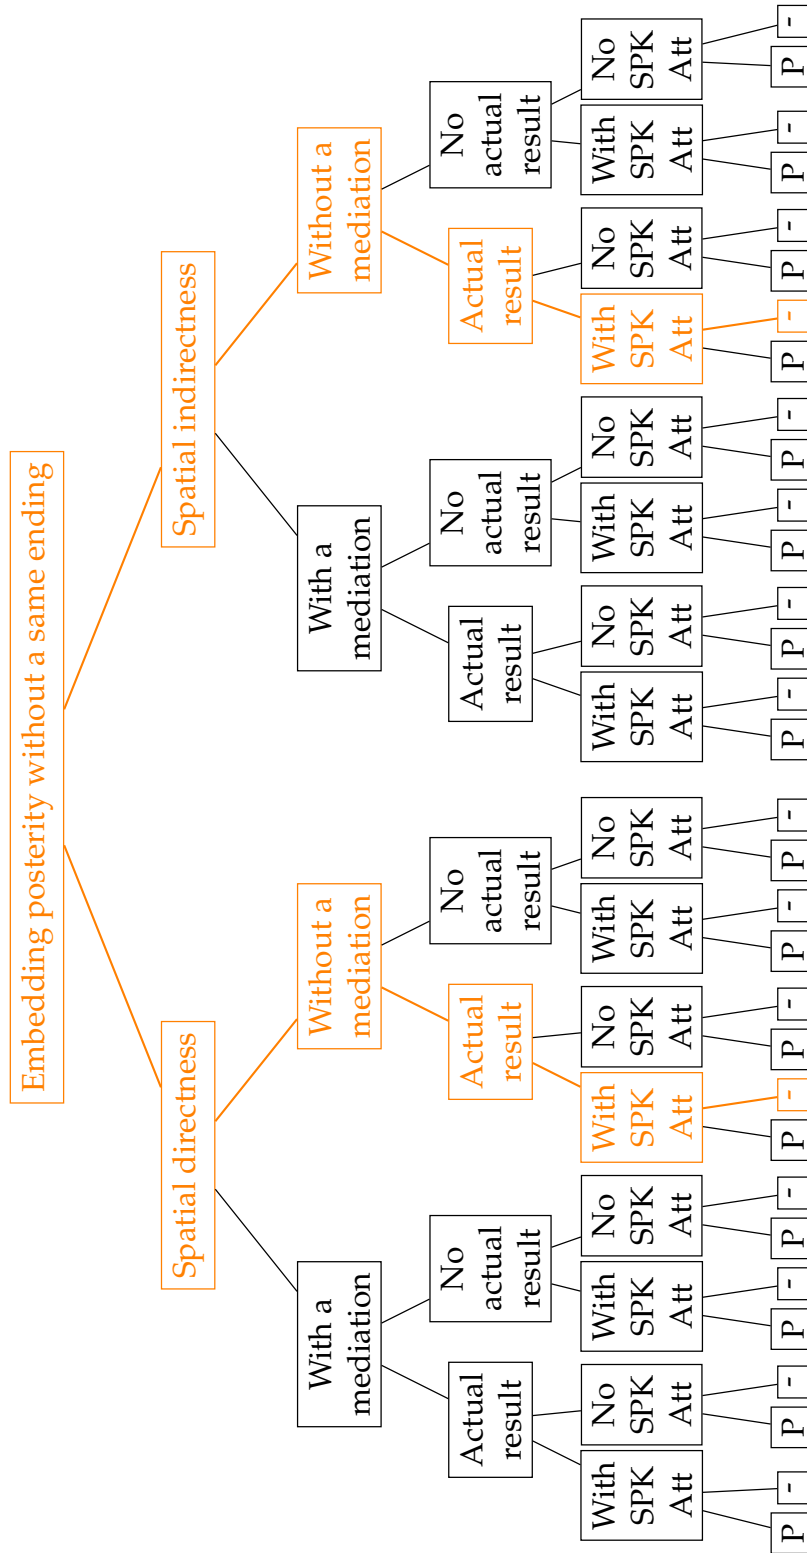 Embedding posterity without a same ending
Spatial directness
Spatial indirectness
With a
mediation
Without a
mediation
With a
mediation
Without a
mediation
Actual
result
No
actual
result
Actual
result
No
actual
result
Actual
result
No
actual
result
Actual
result
No
actual
result
With
SPK
Att
No
SPK
Att
With
SPK
Att
No
SPK
Att
With
SPK
Att
No
SPK
Att
With
SPK
Att
No
SPK
Att
With
SPK
Att
No
SPK
Att
With
SPK
Att
No
SPK
Att
With
SPK
Att
No
SPK
Att
With
SPK
Att
No
SPK
Att
P
-
P
-
P
-
P
-
P
-
P
-
P
-
P
-
P
-
P
-
P
-
P
-
P
-
P
-
P
-
P
-